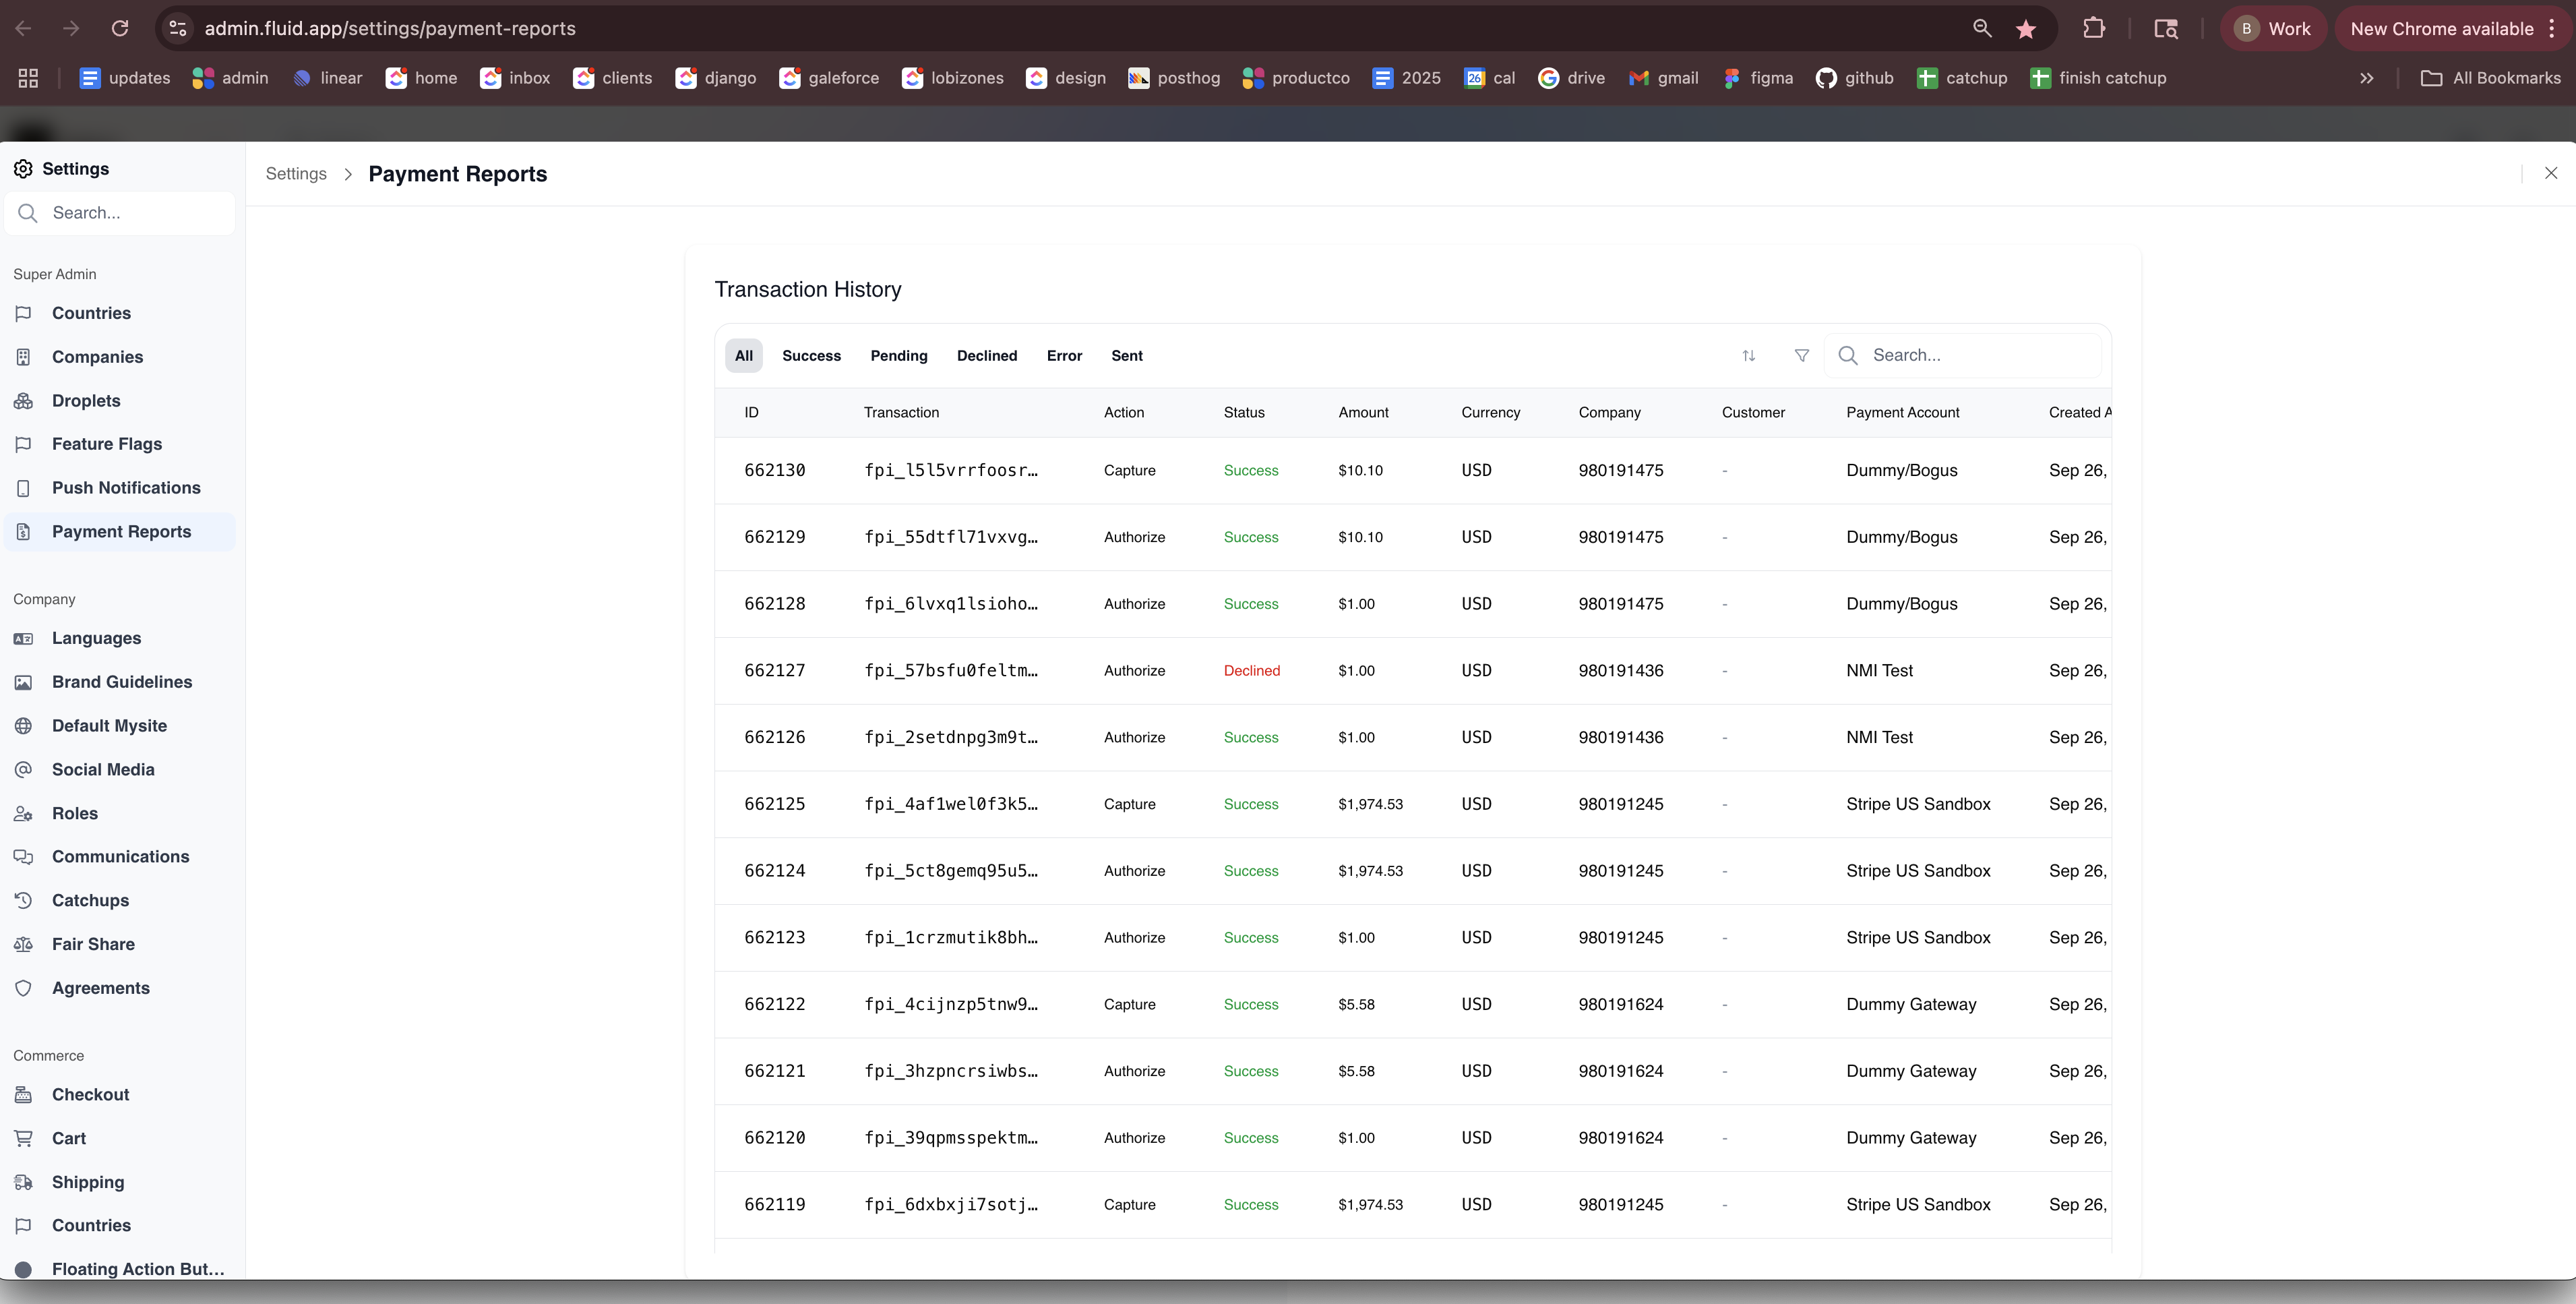 admin.fluid.app/settings/payment-reports
B Work
New Chrome available
updates admin linear home inbox clients django galeforce lobizones design posthog productco 2025 26 cal drive gmail figma github catchup finish catchup » All Bookmarks
Settings
Search...
Super Admin
Countries
Companies
Droplets
Feature Flags
Push Notifications
Payment Reports
Company
Languages
Brand Guidelines
Default Mysite
Social Media
Roles
Communications
Catchups
Fair Share
Agreements
Commerce
Checkout
Cart
Shipping
Countries
Floating Action But...
Settings > Payment Reports
Transaction History
All Success Pending Declined Error Sent Search...
ID Transaction Action Status Amount Currency Company Customer Payment Account Created A
662130 fpi_l5l5vrrfoosr… Capture Success $10.10 USD 980191475 - Dummy/Bogus Sep 26,
662129 fpi_55dtfl71vxvg… Authorize Success $10.10 USD 980191475 - Dummy/Bogus Sep 26,
662128 fpi_6lvxq1lsioho… Authorize Success $1.00 USD 980191475 - Dummy/Bogus Sep 26,
662127 fpi_57bsfu0feltm… Authorize Declined $1.00 USD 980191436 - NMI Test Sep 26,
662126 fpi_2setdnpg3m9t… Authorize Success $1.00 USD 980191436 - NMI Test Sep 26,
662125 fpi_4af1wel0f3k5… Capture Success $1,974.53 USD 980191245 - Stripe US Sandbox Sep 26,
662124 fpi_5ct8gemq95u5… Authorize Success $1,974.53 USD 980191245 - Stripe US Sandbox Sep 26,
662123 fpi_1crzmutik8bh… Authorize Success $1.00 USD 980191245 - Stripe US Sandbox Sep 26,
662122 fpi_4cijnzp5tnw9… Capture Success $5.58 USD 980191624 - Dummy Gateway Sep 26,
662121 fpi_3hzpncrsiwbs… Authorize Success $5.58 USD 980191624 - Dummy Gateway Sep 26,
662120 fpi_39qpmsspektm… Authorize Success $1.00 USD 980191624 - Dummy Gateway Sep 26,
662119 fpi_6dxbxji7sotj… Capture Success $1,974.53 USD 980191245 - Stripe US Sandbox Sep 26,